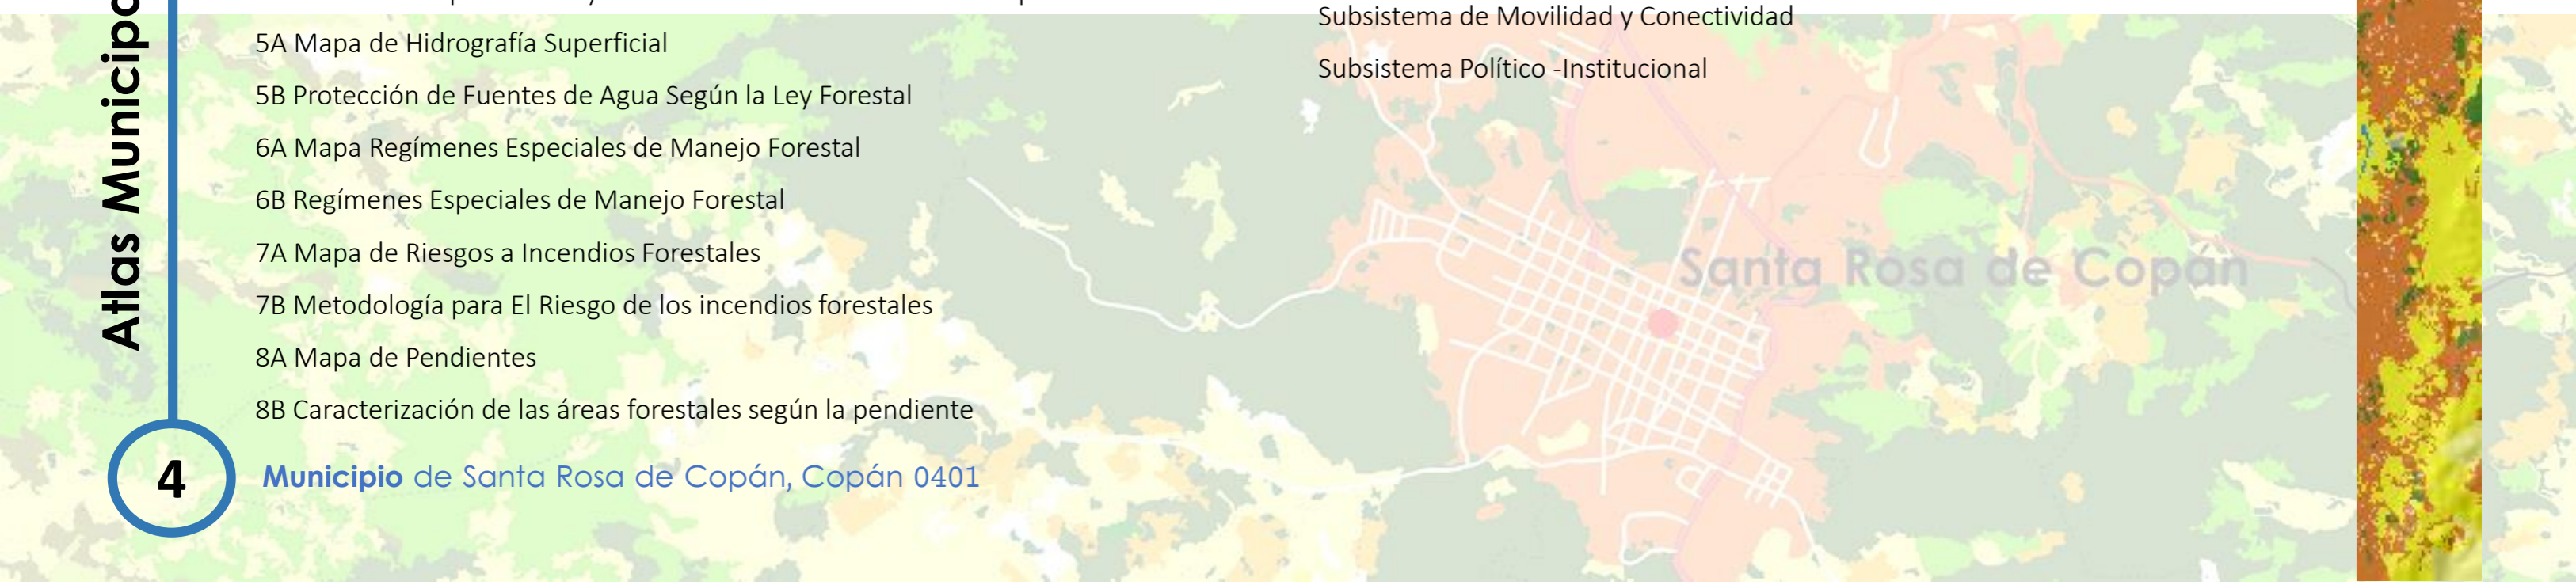 Atlas Municipa
5A Mapa de Hidrografía Superficial
5B Protección de Fuentes de Agua Según la Ley Forestal
6A Mapa Regímenes Especiales de Manejo Forestal
6B Regímenes Especiales de Manejo Forestal
7A Mapa de Riesgos a Incendios Forestales
7B Metodología para El Riesgo de los incendios forestales
8A Mapa de Pendientes
8B Caracterización de las áreas forestales según la pendiente
Subsistema de Movilidad y Conectividad
Subsistema Político -Institucional
Santa Rosa de Copán
4
Municipio de Santa Rosa de Copán, Copán 0401